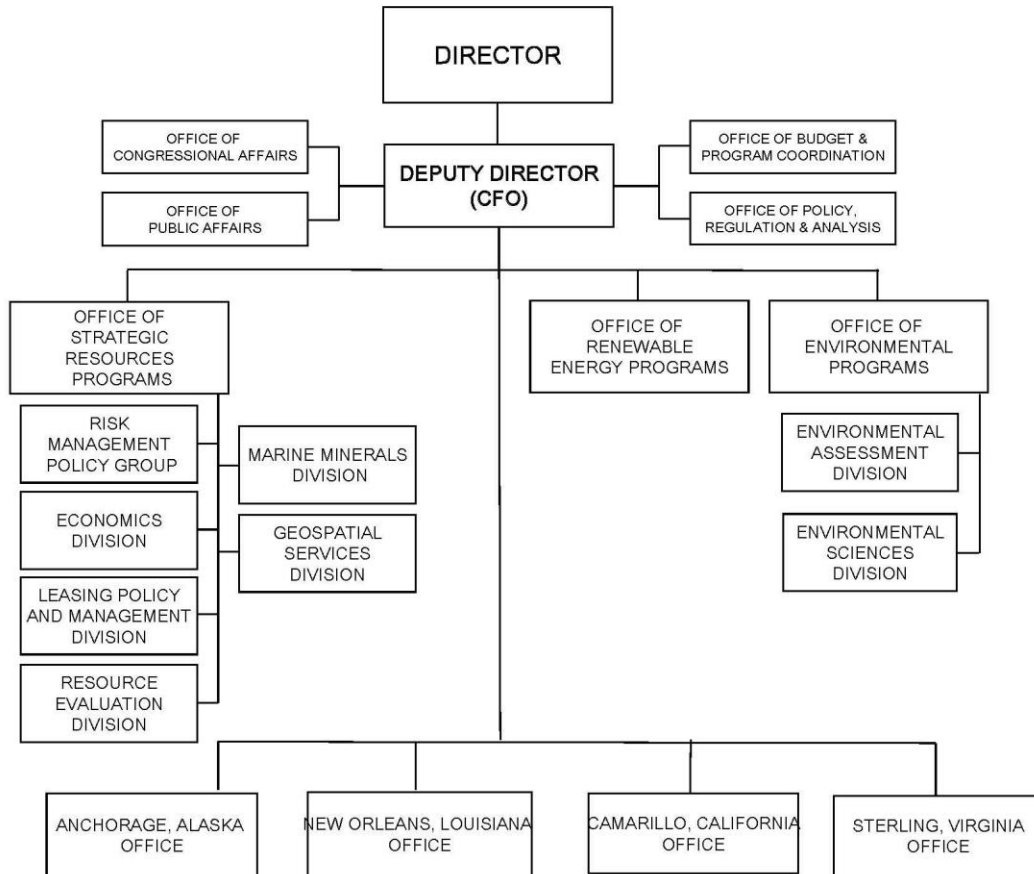 DIRECTOR
OFFICE OF
CONGRESSIONAL AFFAIRS
DEPUTY DIRECTOR
(CFO)
OFFICE OF BUDGET &
PROGRAM COORDINATION
OFFICE OF
PUBLIC AFFAIRS
OFFICE OF POLICY,
REGULATION & ANALYSIS
OFFICE OF
STRATEGIC
RESOURCES
PROGRAMS
OFFICE OF
RENEWABLE
ENERGY PROGRAMS
OFFICE OF
ENVIRONMENTAL
PROGRAMS
RISK
MANAGEMENT
POLICY GROUP
MARINE MINERALS
DIVISION
ECONOMICS
DIVISION
GEOSPATIAL
SERVICES
DIVISION
LEASING POLICY
AND MANAGEMENT
DIVISION
RESOURCE
EVALUATION
DIVISION
ENVIRONMENTAL
ASSESSMENT
DIVISION
ENVIRONMENTAL
SCIENCES
DIVISION
ANCHORAGE, ALASKA
OFFICE
NEW ORLEANS, LOUISIANA
OFFICE
CAMARILLO, CALIFORNIA
OFFICE
STERLING, VIRGINIA
OFFICE